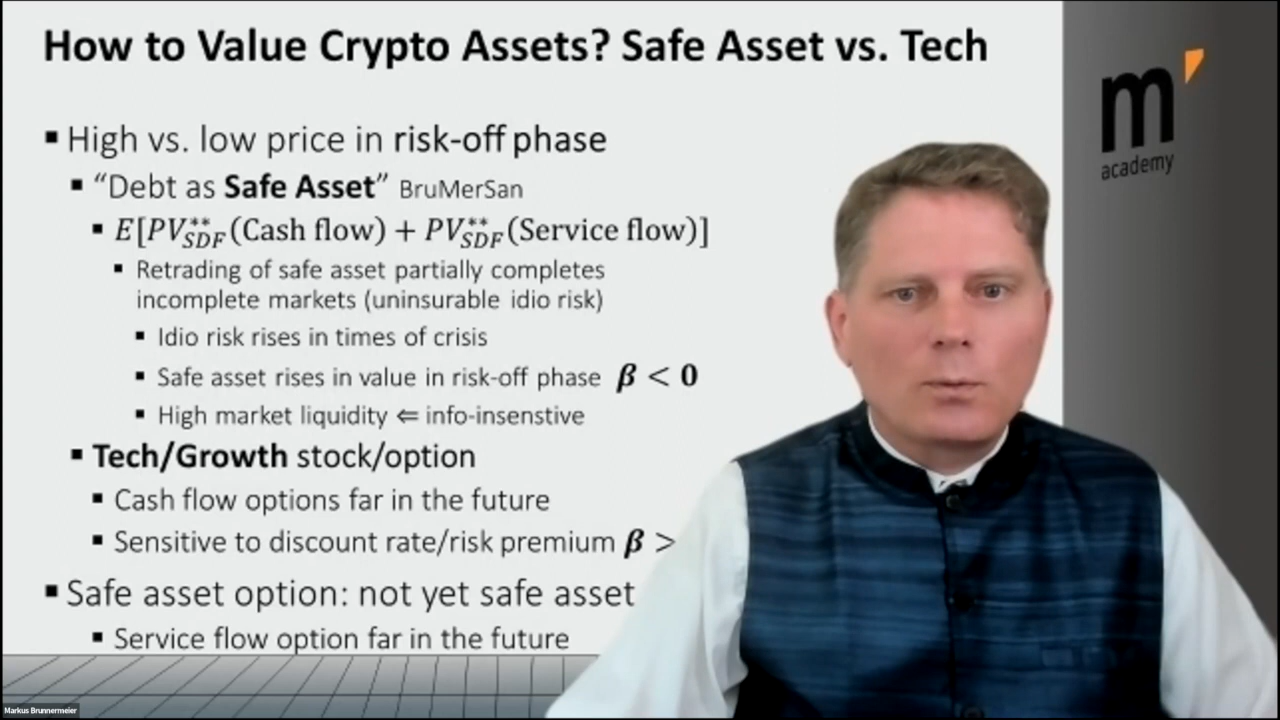 How to Value Crypto Assets? Safe Asset vs. Tech
m'
academy
▪ High vs. low price in risk-off phase
▪ “Debt as Safe Asset” BruMerSan
▪ E[PV**SDF(Cash flow) + PV**SDF(Service flow)]
▪ Retrading of safe asset partially completes
incomplete markets (uninsurable idio risk)
▪ Idio risk rises in times of crisis
▪ Safe asset rises in value in risk-off phase β < 0
▪ High market liquidity ⇐ info-insenstive
▪ Tech/Growth stock/option
▪ Cash flow options far in the future
▪ Sensitive to discount rate/risk premium β >
▪ Safe asset option: not yet safe asset
▪ Service flow option far in the future
Markus Brunnermeier